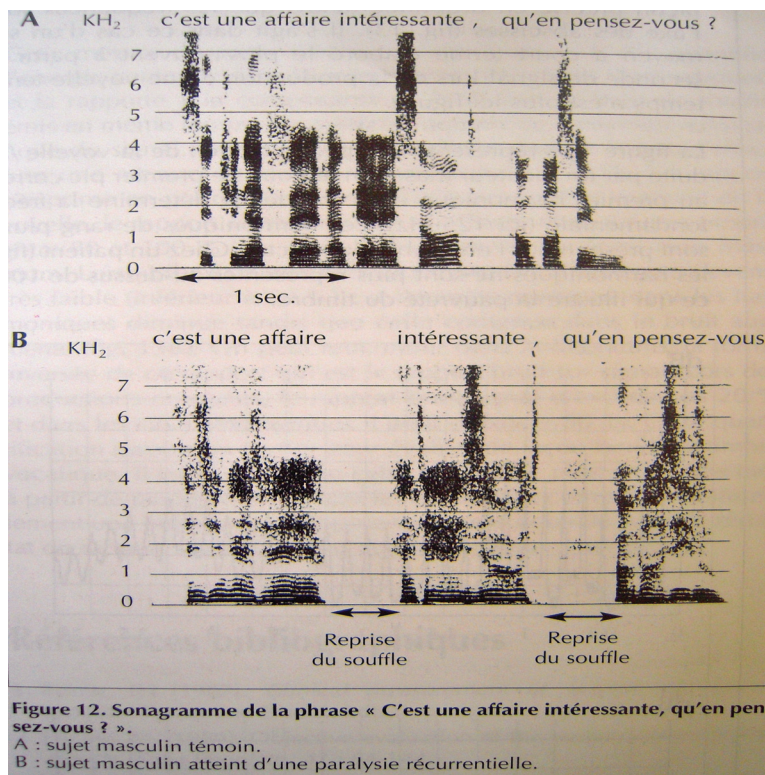 A KH₂ c'est une affaire intéressante, qu'en pensez-vous ?
7
6
5
4
3
2
1
0
1 sec.
B KH₂ c'est une affaire intéressante, qu'en pensez-vous
7
6
5
4
3
2
1
0
Reprise du souffle
Reprise du souffle
Figure 12. Sonagramme de la phrase « C'est une affaire intéressante, qu'en pen-
sez-vous ? ».
A : sujet masculin témoin.
B : sujet masculin atteint d'une paralysie récurrentielle.